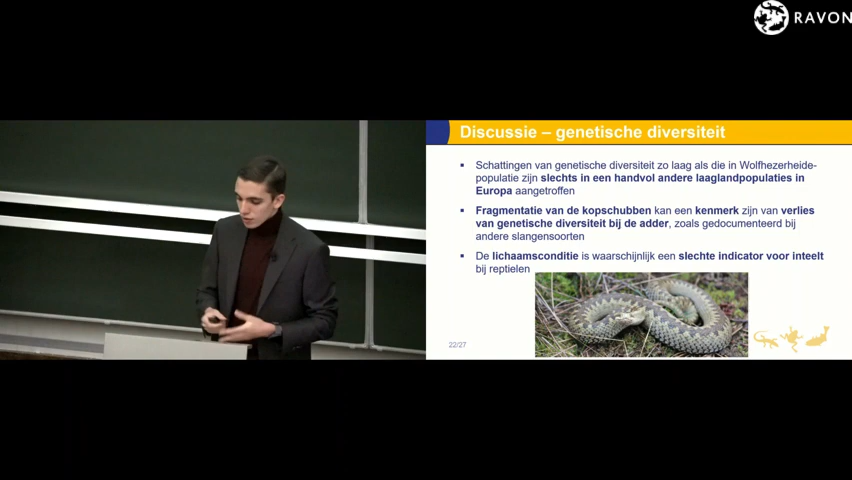 RAVON
Discussie – genetische diversiteit
▪ Schattingen van genetische diversiteit zo laag als die in Wolfhezerheide-
populatie zijn slechts in een handvol andere laaglandpopulaties in
Europa aangetroffen
▪ Fragmentatie van de kopschubben kan een kenmerk zijn van verlies
van genetische diversiteit bij de adder, zoals gedocumenteerd bij
andere slangensoorten
▪ De lichaamsconditie is waarschijnlijk een slechte indicator voor inteelt
bij reptielen
22/27